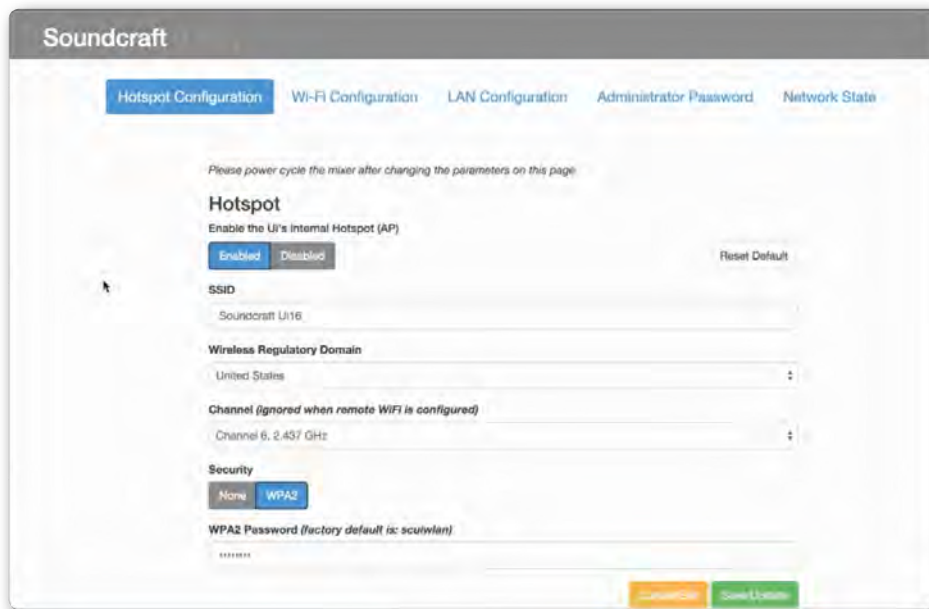 Soundcraft
Hotspot Configuration Wi-Fi Configuration LAN Configuration Administrator Password Network State
Please power cycle the mixer after changing the parameters on this page
Hotspot
Enable the Ui's internal Hotspot (AP)
Enabled Disabled Reset Default
SSID
Soundcraft Ui16
Wireless Regulatory Domain
United States
Channel (ignored when remote WiFi is configured)
Channel 6, 2.437 GHz
Security
None WPA2
WPA2 Password (factory default is: scuiwlan)
********
Save/Update